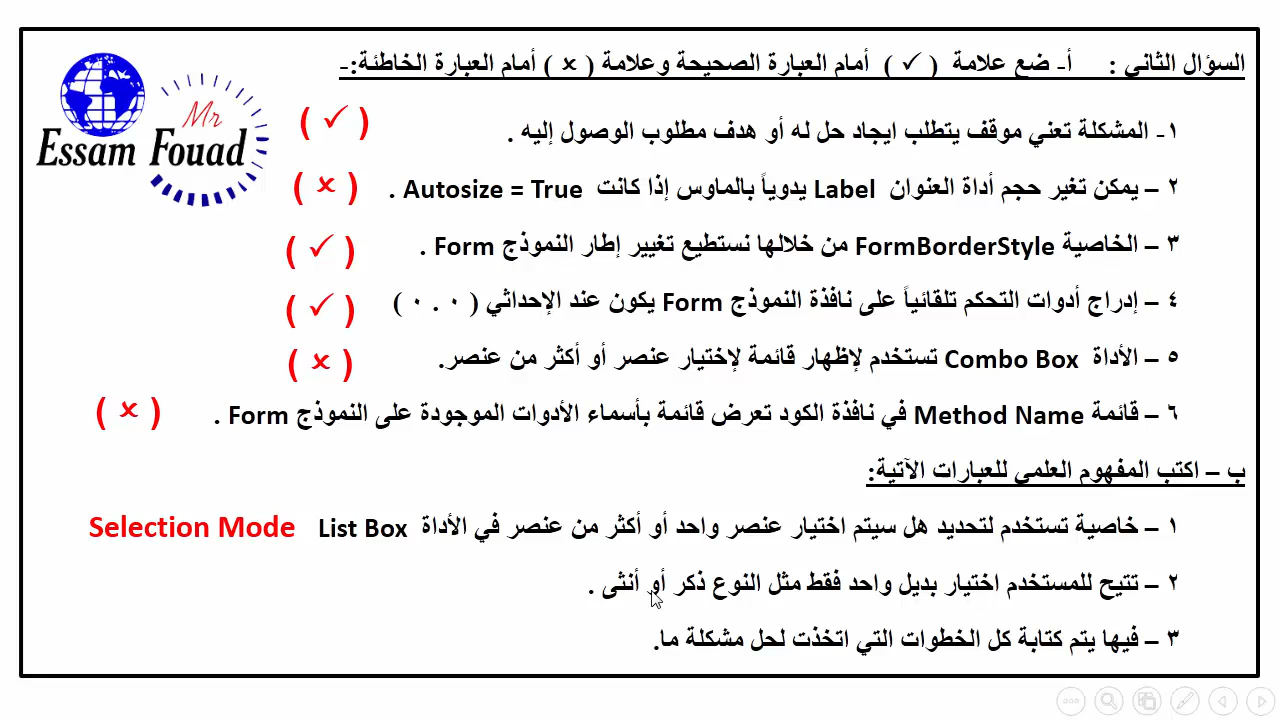 السؤال الثاني : أ- ضع علامة ( ✓ ) أمام العبارة الصحيحة وعلامة ( × ) أمام العبارة الخاطئة:-
Mr
Essam Fouad
١- المشكلة تعني موقف يتطلب ايجاد حل له أو هدف مطلوب الوصول إليه . ( ✓ )
٢ – يمكن تغير حجم أداة العنوان Label يدوياً بالماوس إذا كانت Autosize = True . ( × )
٣ – الخاصية FormBorderStyle من خلالها نستطيع تغيير إطار النموذج Form . ( ✓ )
٤ – إدراج أدوات التحكم تلقائياً على نافذة النموذج Form يكون عند الإحداثي ( ٠ . ٠ ) ( ✓ )
٥ – الأداة Combo Box تستخدم لإظهار قائمة لإختيار عنصر أو أكثر من عنصر. ( × )
٦ – قائمة Method Name في نافذة الكود تعرض قائمة بأسماء الأدوات الموجودة على النموذج Form . ( × )
ب – اكتب المفهوم العلمي للعبارات الآتية:
١ – خاصية تستخدم لتحديد هل سيتم اختيار عنصر واحد أو أكثر من عنصر في الأداة List Box Selection Mode
٢ – تتيح للمستخدم اختيار بديل واحد فقط مثل النوع ذكر أو أنثى .
٣ – فيها يتم كتابة كل الخطوات التي اتخذت لحل مشكلة ما.